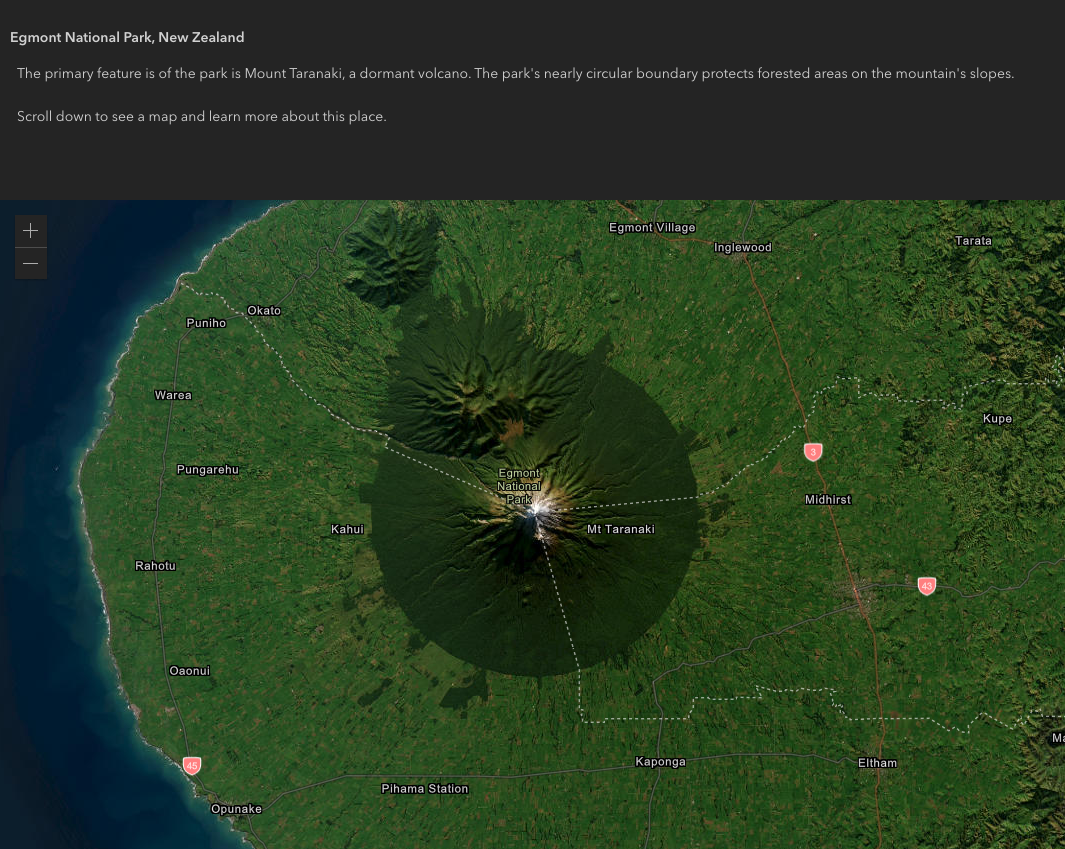 Egmont National Park, New Zealand
The primary feature is of the park is Mount Taranaki, a dormant volcano. The park's nearly circular boundary protects forested areas on the mountain's slopes.
Scroll down to see a map and learn more about this place.
Egmont Village
Inglewood
Tarata
Okato
Puniho
Warea
Kupe
3
Pungarehu
Egmont
National
Park
Midhirst
Kahui
Mt Taranaki
Rahotu
43
Oaonui
Ma
45
Kaponga
Eltham
Pihama Station
Opunake